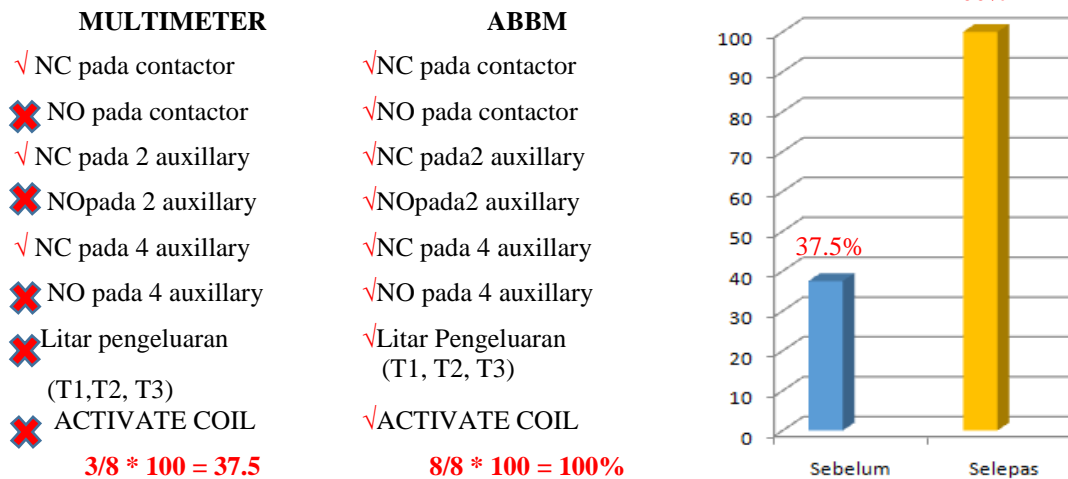 MULTIMETER
√ NC pada contactor
NO pada contactor
√ NC pada 2 auxillary
NOpada 2 auxillary
√ NC pada 4 auxillary
NO pada 4 auxillary
Litar pengeluaran
(T1,T2, T3)
ACTIVATE COIL
3/8 * 100 = 37.5
ABBM
√NC pada contactor
√NO pada contactor
√NC pada2 auxillary
√NOpada2 auxillary
√NC pada 4 auxillary
√NO pada 4 auxillary
√Litar Pengeluaran
(T1, T2, T3)
√ACTIVATE COIL
8/8 * 100 = 100%
100
90
80
70
60
50
40
30
20
10
0
37.5%
Sebelum
Selepas